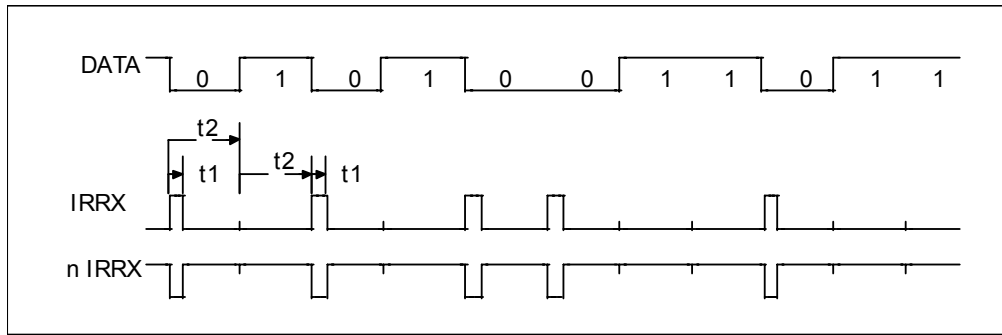 DATA 0 1 0 1 0 0 1 1 0 1 1
t2
t1 t2 t1
IRRX
n IRRX